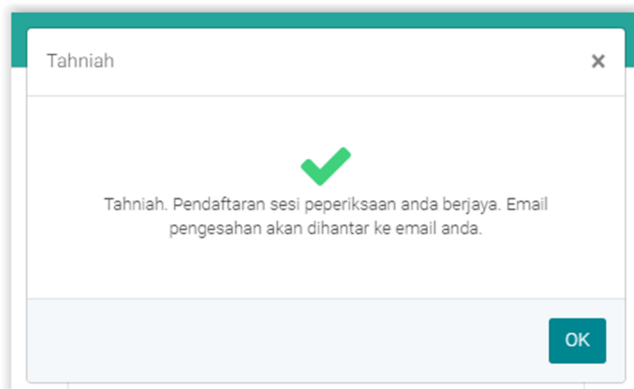 Tahniah
Tahniah. Pendaftaran sesi peperiksaan anda berjaya. Email
pengesahan akan dihantar ke email anda.
OK